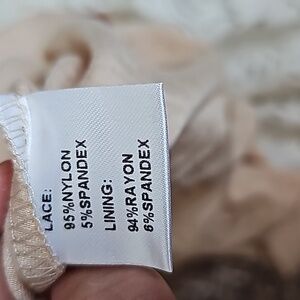 LACE:
95%NYLON
5%SPANDEX
LINING:
94%RAYON
6%SPANDEX